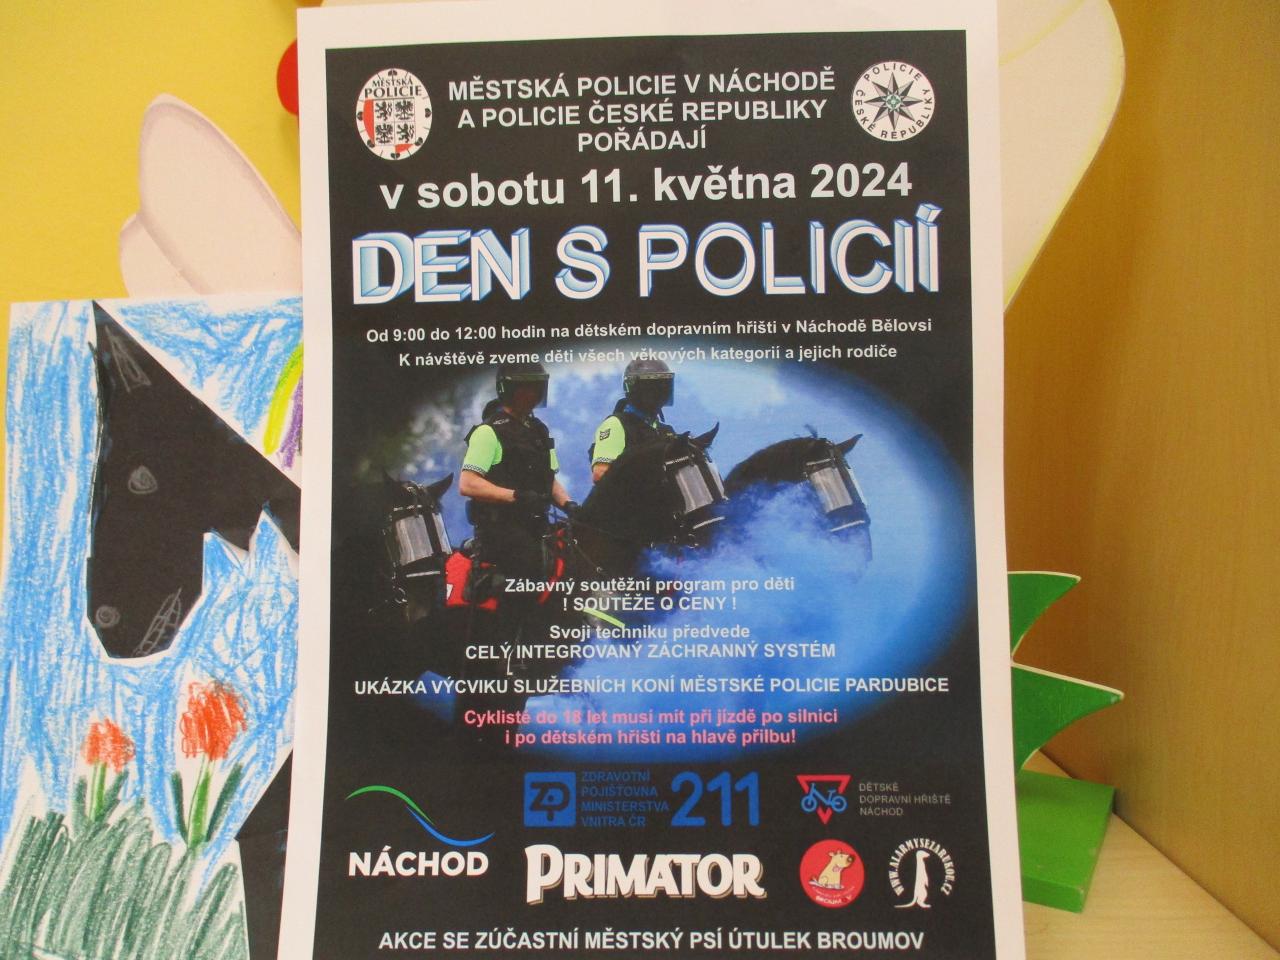 MĚSTSKÁ
POLICIE
POLICIE
ČESKÉ REPUBLIKY
MĚSTSKÁ POLICIE V NÁCHODĚ
A POLICIE ČESKÉ REPUBLIKY
POŘÁDAJÍ
v sobotu 11. května 2024
DEN S POLICIÍ
Od 9:00 do 12:00 hodin na dětském dopravním hřišti v Náchodě Bělovsi
K návštěvě zveme děti všech věkových kategorií a jejich rodiče
Zábavný soutěžní program pro děti
! SOUTĚŽE O CENY !
Svoji techniku předvede
CELÝ INTEGROVANÝ ZÁCHRANNÝ SYSTÉM
UKÁZKA VÝCVIKU SLUŽEBNÍCH KONÍ MĚSTSKÉ POLICIE PARDUBICE
Cyklisté do 18 let musí mít při jízdě po silnici
i po dětském hřišti na hlavě přilbu!
NÁCHOD
ZP
ZDRAVOTNÍ
POJIŠŤOVNA
MINISTERSTVA
VNITRA ČR
211
DĚTSKÉ
DOPRAVNÍ HŘIŠTĚ
NÁCHOD
PRIMATOR
WWW.ALARMYSEZARUKOU.CZ
AKCE SE ZÚČASTNÍ MĚSTSKÝ PSÍ ÚTULEK BROUMOV